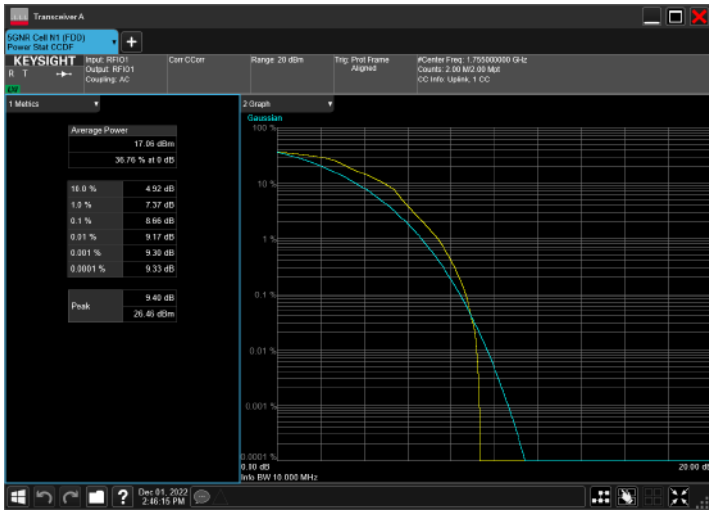 Transceiver A
5GNR Cell N1 (FDD)
Power Stat CCDF
KEYSIGHT
R T
Input: RFIO1
Output: RFIO1
Coupling: AC
Corr CCorr
Range: 20 dBm
Trig: Prot Frame
Aligned
#Center Freq: 1.755000000 GHz
Counts: 2.00 M/2.00 Mpt
CC Info: Uplink, 1 CC
1 Metrics
Average Power
17.06 dBm
36.76 % at 0 dB
10.0 % 4.92 dB
1.0 % 7.37 dB
0.1 % 8.66 dB
0.01 % 9.17 dB
0.001 % 9.30 dB
0.0001 % 9.33 dB
Peak
9.40 dB
26.46 dBm
2 Graph
Gaussian
100 %
10 %
1 %
0.1 %
0.01 %
0.001 %
0.0001 %
0.00 dB
20.00 dB
Info BW 10.000 MHz
?
Dec 01, 2022
2:46:15 PM